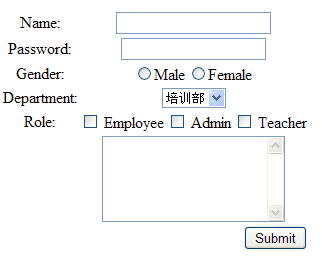 Name:
Password:
Gender: Male Female
Department: 培训部
Role: Employee Admin Teacher
Submit